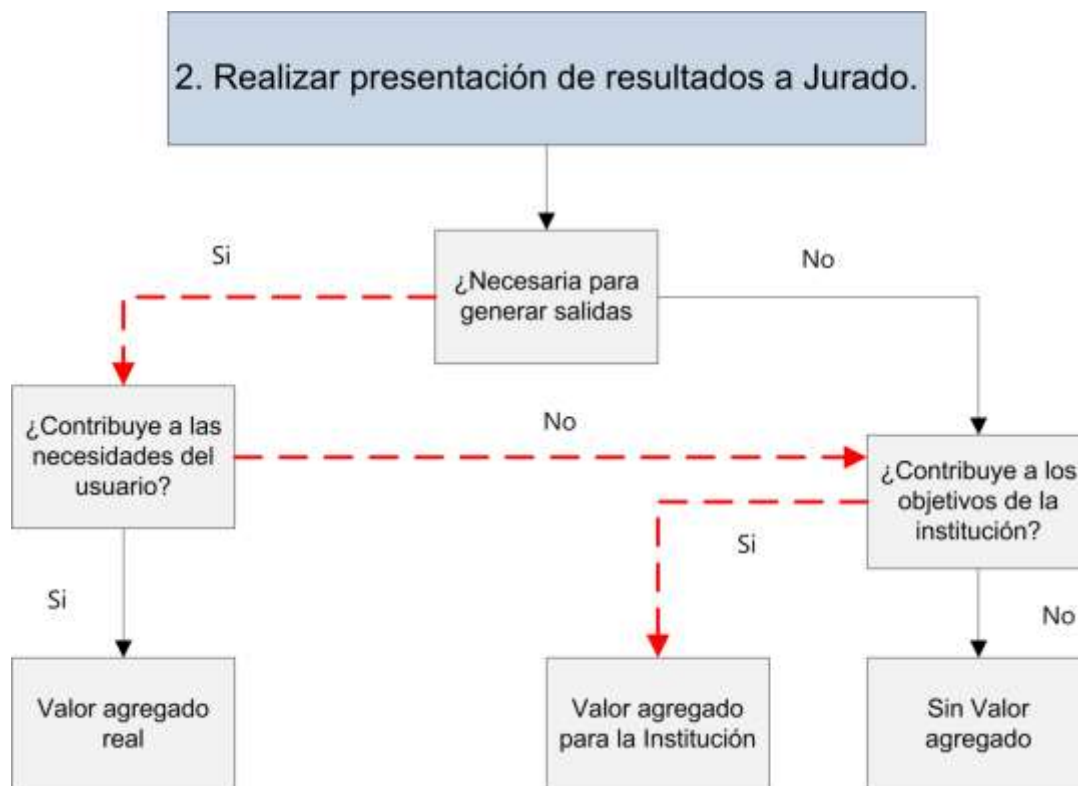 2. Realizar presentación de resultados a Jurado.
Si
No
¿Necesaria para
generar salidas
¿Contribuye a las
necesidades del
usuario?
No
¿Contribuye a los
objetivos de la
institución?
Si
Si
No
Valor agregado
real
Valor agregado
para la Institución
Sin Valor
agregado